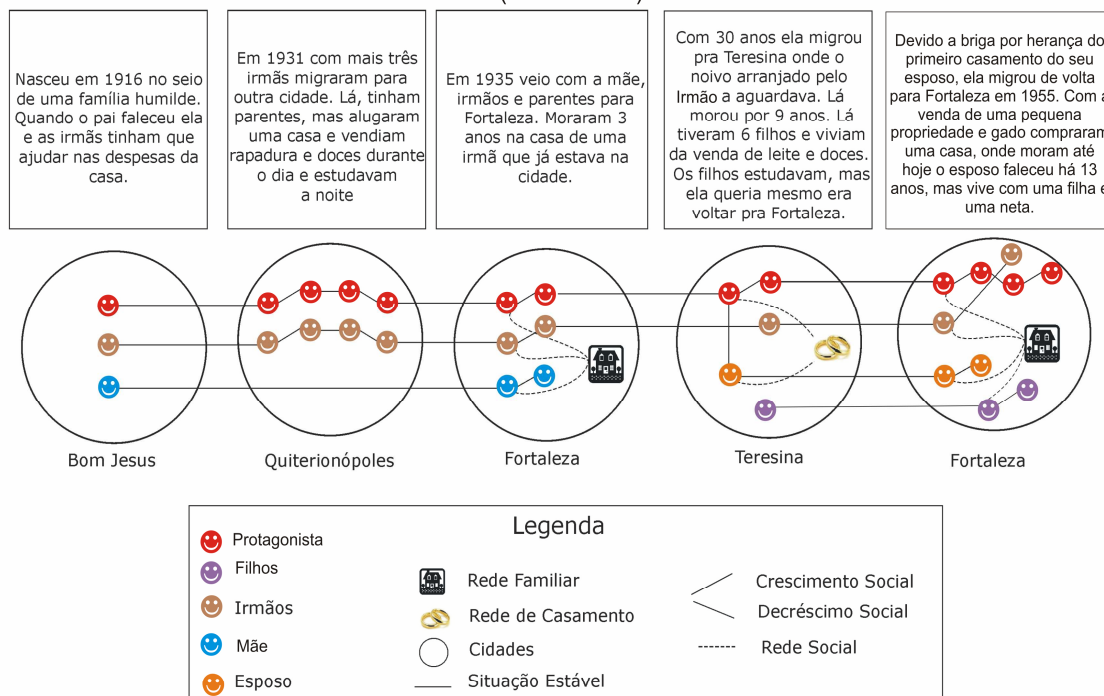 Nasceu em 1916 no seio
de uma família humilde.
Quando o pai faleceu ela
e as irmãs tinham que
ajudar nas despesas da
casa.
Em 1931 com mais três
irmãs migraram para
outra cidade. Lá, tinham
parentes, mas alugaram
uma casa e vendiam
rapadura e doces durante
o dia e estudavam
a noite
Em 1935 veio com a mãe,
irmãos e parentes para
Fortaleza. Moraram 3
anos na casa de uma
irmã que já estava na
cidade.
Com 30 anos ela migrou
pra Teresina onde o
noivo arranjado pelo
Irmão a aguardava. Lá
morou por 9 anos. Lá
tiveram 6 filhos e viviam
da venda de leite e doces.
Os filhos estudavam, mas
ela queria mesmo era
voltar pra Fortaleza.
Devido a briga por herança do
primeiro casamento do seu
esposo, ela migrou de volta
para Fortaleza em 1955. Com a
venda de uma pequena
propriedade e gado compraram
uma casa, onde moram até
hoje o esposo faleceu há 13
anos, mas vive com uma filha e
uma neta.
Bom Jesus
Quiterionópoles
Fortaleza
Teresina
Fortaleza
Legenda
Protagonista
Filhos
Irmãos
Mãe
Esposo
Rede Familiar
Rede de Casamento
Cidades
Situação Estável
Crescimento Social
Decréscimo Social
Rede Social